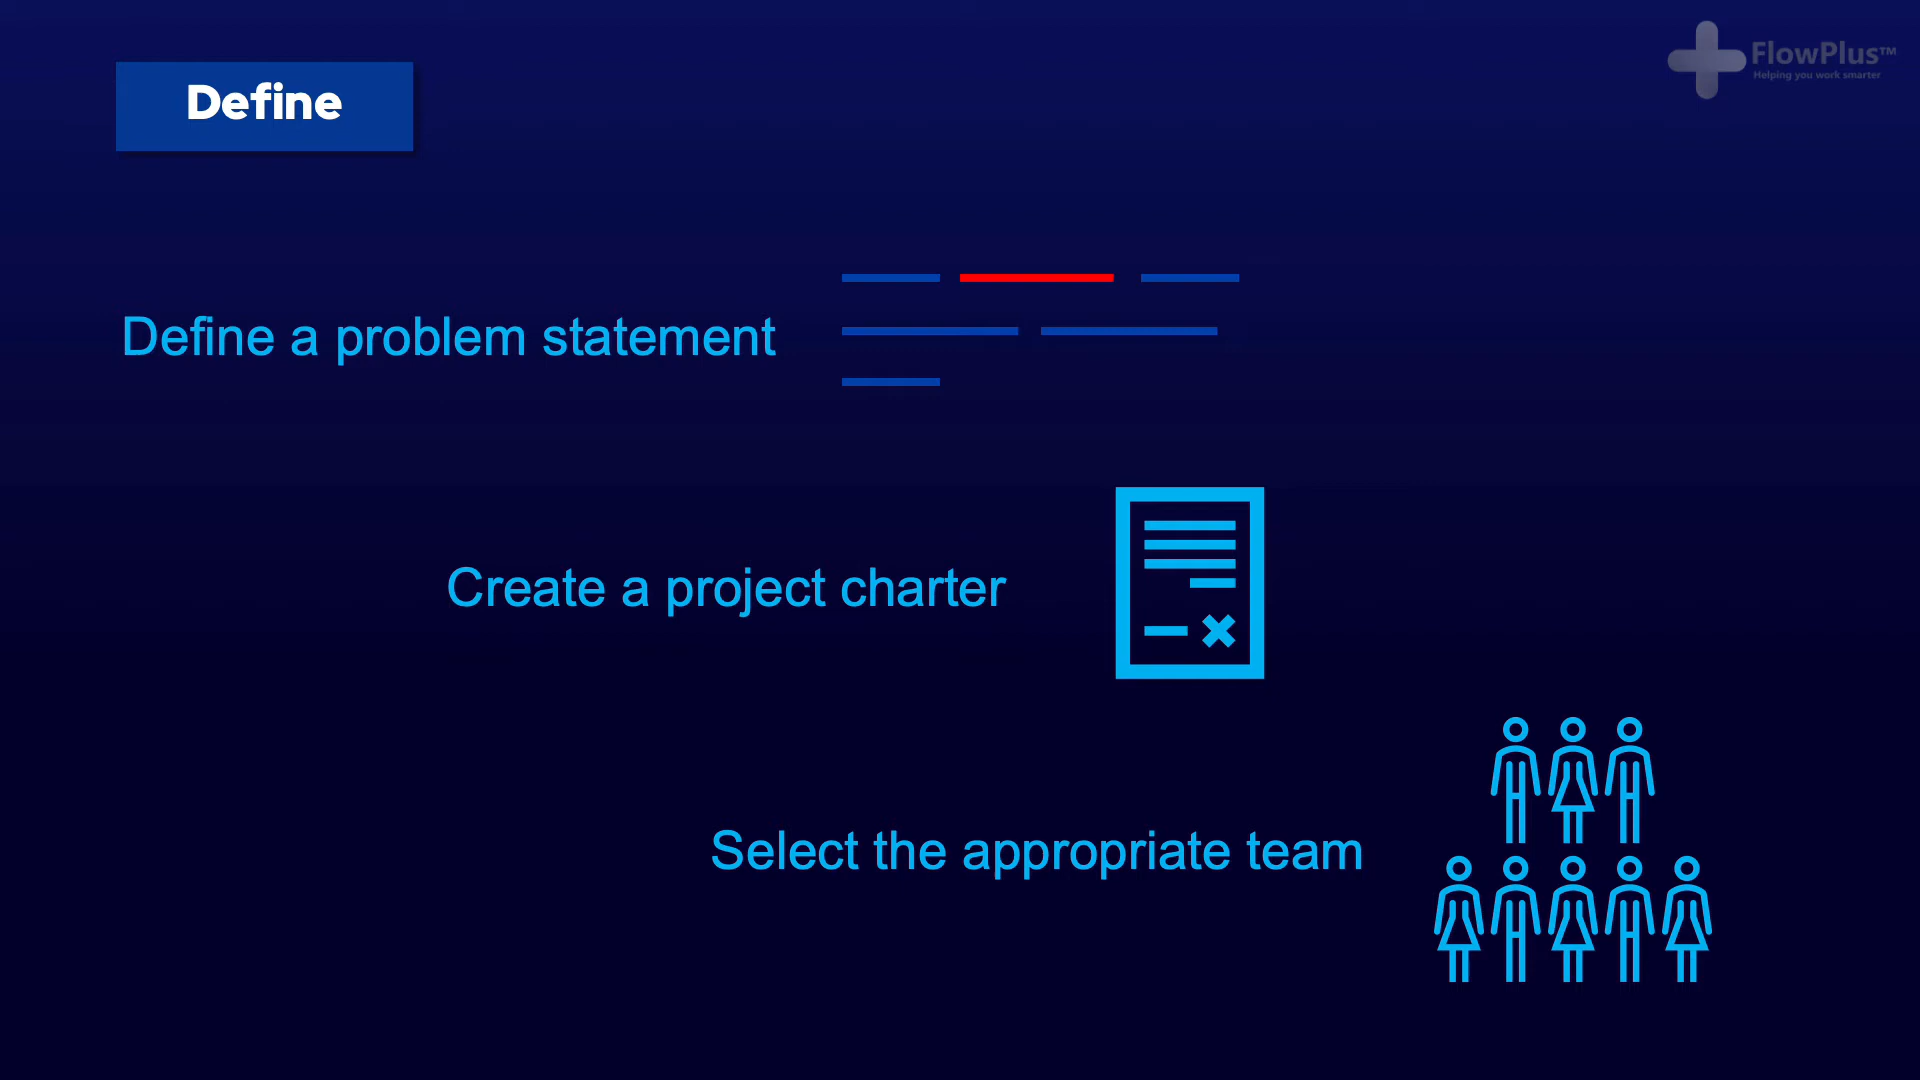 Define
FlowPlus™
Helping you work smarter
Define a problem statement
Create a project charter
Select the appropriate team